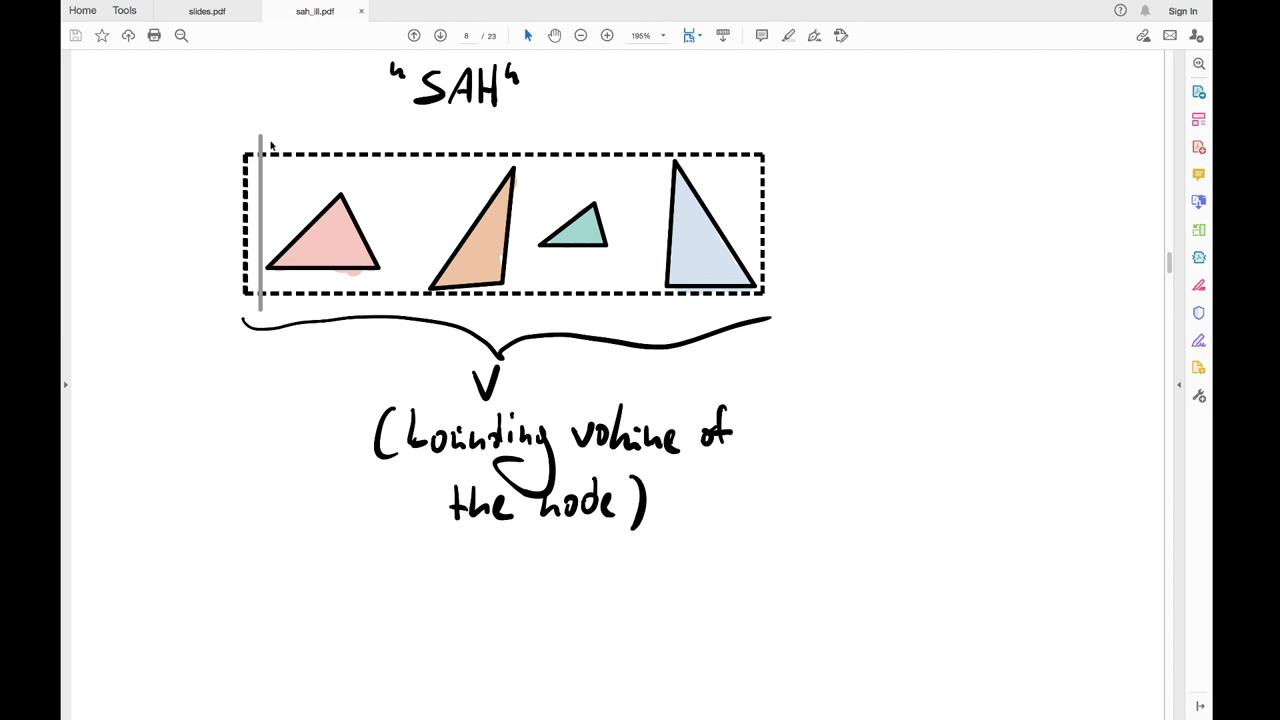 Home Tools slides.pdf sah_ill.pdf × Sign In
8 / 23 195%
"SAH"
V
(bounding volume of
the node)